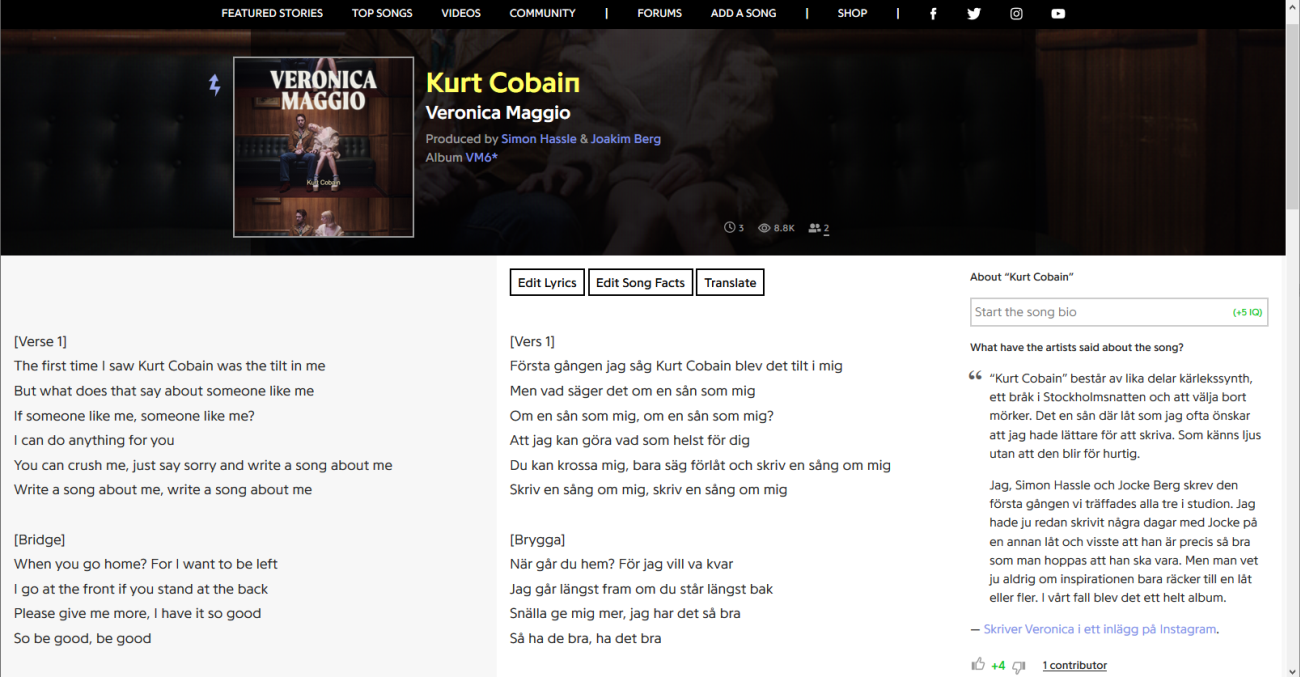 FEATURED STORIES TOP SONGS VIDEOS COMMUNITY | FORUMS ADD A SONG | SHOP |
VERONICA
MAGGIO
Kurt Cobain
Kurt Cobain
Veronica Maggio
Produced by Simon Hassle & Joakim Berg
Album VM6*
3 8.8K 2
Edit Lyrics Edit Song Facts Translate
[Verse 1]
The first time I saw Kurt Cobain was the tilt in me
But what does that say about someone like me
If someone like me, someone like me?
I can do anything for you
You can crush me, just say sorry and write a song about me
Write a song about me, write a song about me
[Bridge]
When you go home? For I want to be left
I go at the front if you stand at the back
Please give me more, I have it so good
So be good, be good
[Vers 1]
Första gången jag såg Kurt Cobain blev det tilt i mig
Men vad säger det om en sån som mig
Om en sån som mig, om en sån som mig?
Att jag kan göra vad som helst för dig
Du kan krossa mig, bara säg förlåt och skriv en sång om mig
Skriv en sång om mig, skriv en sång om mig
[Brygga]
När går du hem? För jag vill va kvar
Jag går längst fram om du står längst bak
Snälla ge mig mer, jag har det så bra
Så ha de bra, ha det bra
About “Kurt Cobain”
Start the song bio (+5 IQ)
What have the artists said about the song?
“Kurt Cobain” består av lika delar kärlekssynth,
ett bråk i Stockholmsnatten och att välja bort
mörker. Det en sån där låt som jag ofta önskar
att jag hade lättare för att skriva. Som känns ljus
utan att den blir för hurtig.
Jag, Simon Hassle och Jocke Berg skrev den
första gången vi träffades alla tre i studion. Jag
hade ju redan skrivit några dagar med Jocke på
en annan låt och visste att han är precis så bra
som man hoppas att han ska vara. Men man vet
ju aldrig om inspirationen bara räcker till en låt
eller fler. I vårt fall blev det ett helt album.
— Skriver Veronica i ett inlägg på Instagram.
+4 1 contributor